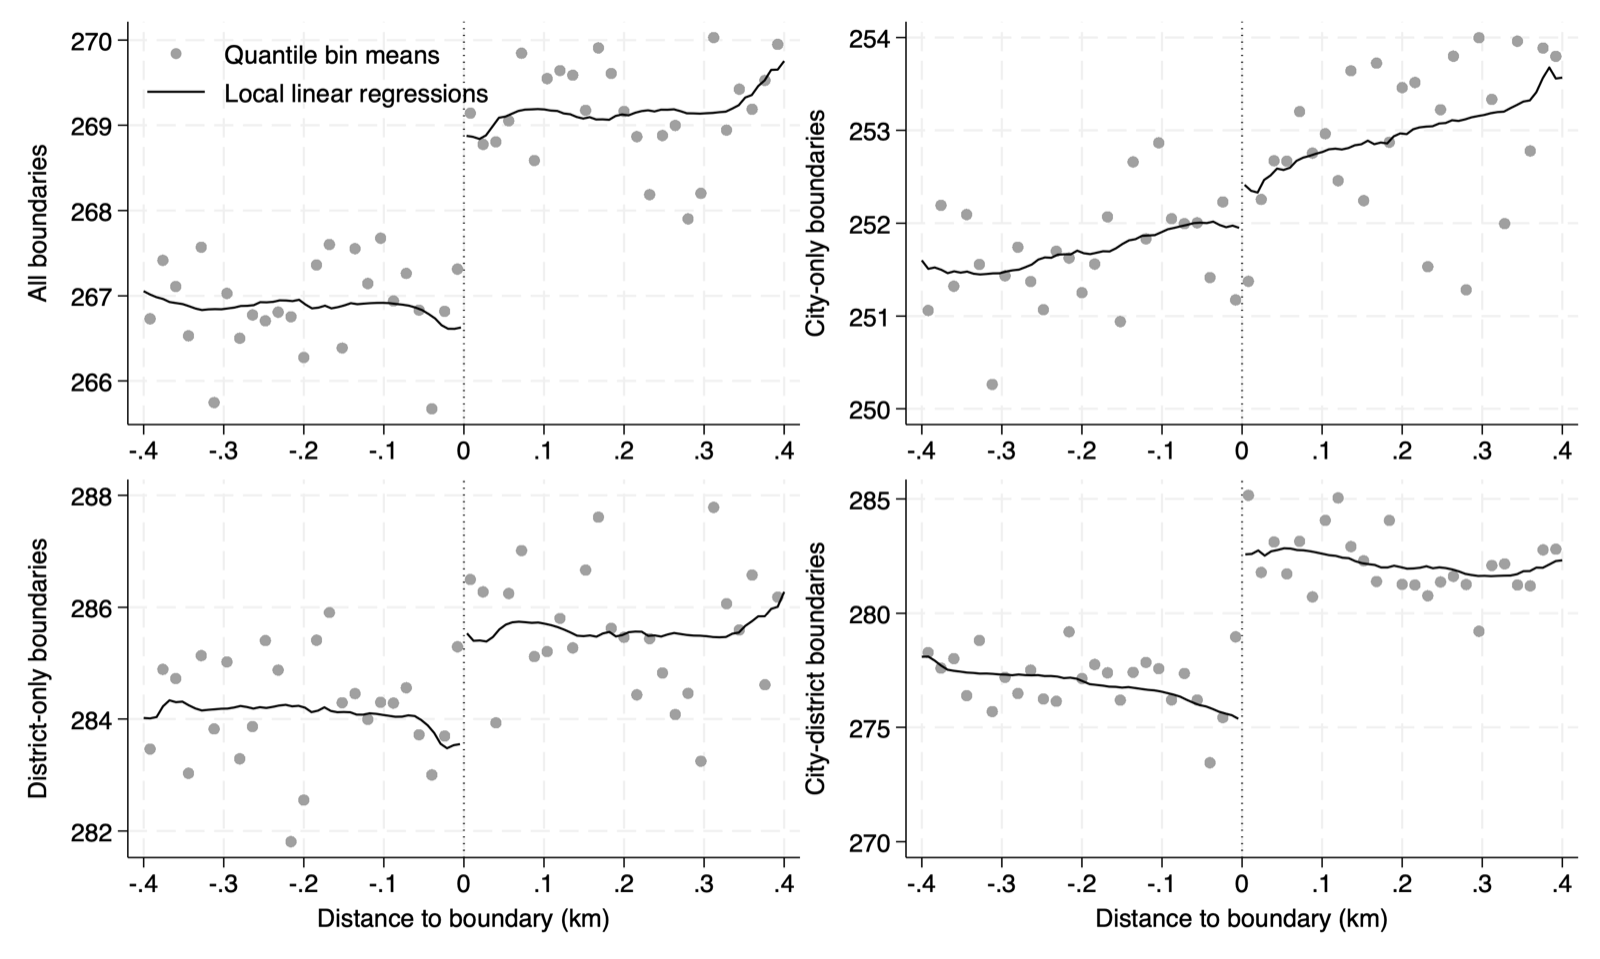 All boundaries
270
269
268
267
266
Quantile bin means
Local linear regressions
-.4 -.3 -.2 -.1 0 .1 .2 .3 .4
City-only boundaries
254
253
252
251
250
-.4 -.3 -.2 -.1 0 .1 .2 .3 .4
District-only boundaries
288
286
284
282
-.4 -.3 -.2 -.1 0 .1 .2 .3 .4
Distance to boundary (km)
City-district boundaries
285
280
275
270
-.4 -.3 -.2 -.1 0 .1 .2 .3 .4
Distance to boundary (km)